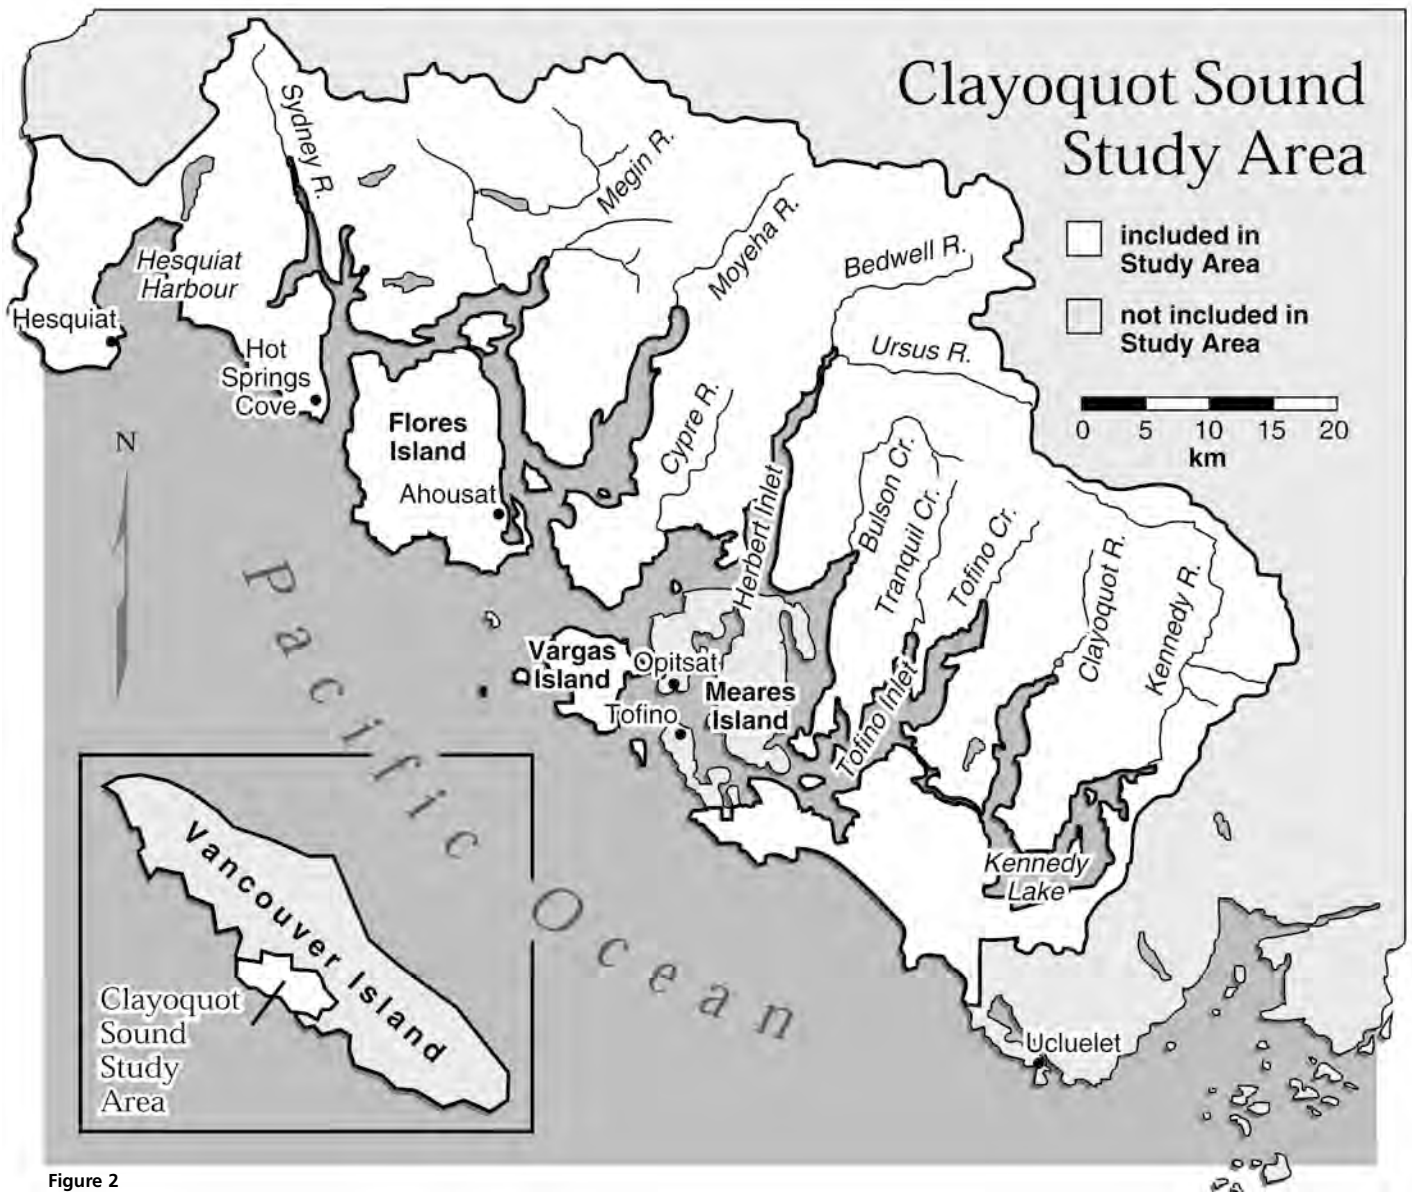 Clayoquot Sound
Study Area
included in
Study Area
not included in
Study Area
0 5 10 15 20
km
N
Sydney R.
Megin R.
Moyeha R.
Bedwell R.
Ursus R.
Hesquiat
Harbour
Hesquiat
Hot
Springs
Cove
Flores
Island
Ahousat
Cypre R.
Herbert Inlet
Bulson Cr.
Tranquil Cr.
Tofino Cr.
Clayoquot R.
Kennedy R.
Vargas
Island
Opitsat
Meares
Island
Tofino
Tofino Inlet
Kennedy
Lake
Ucluelet
Pacific Ocean
Vancouver Island
Clayoquot
Sound
Study
Area
Figure 2